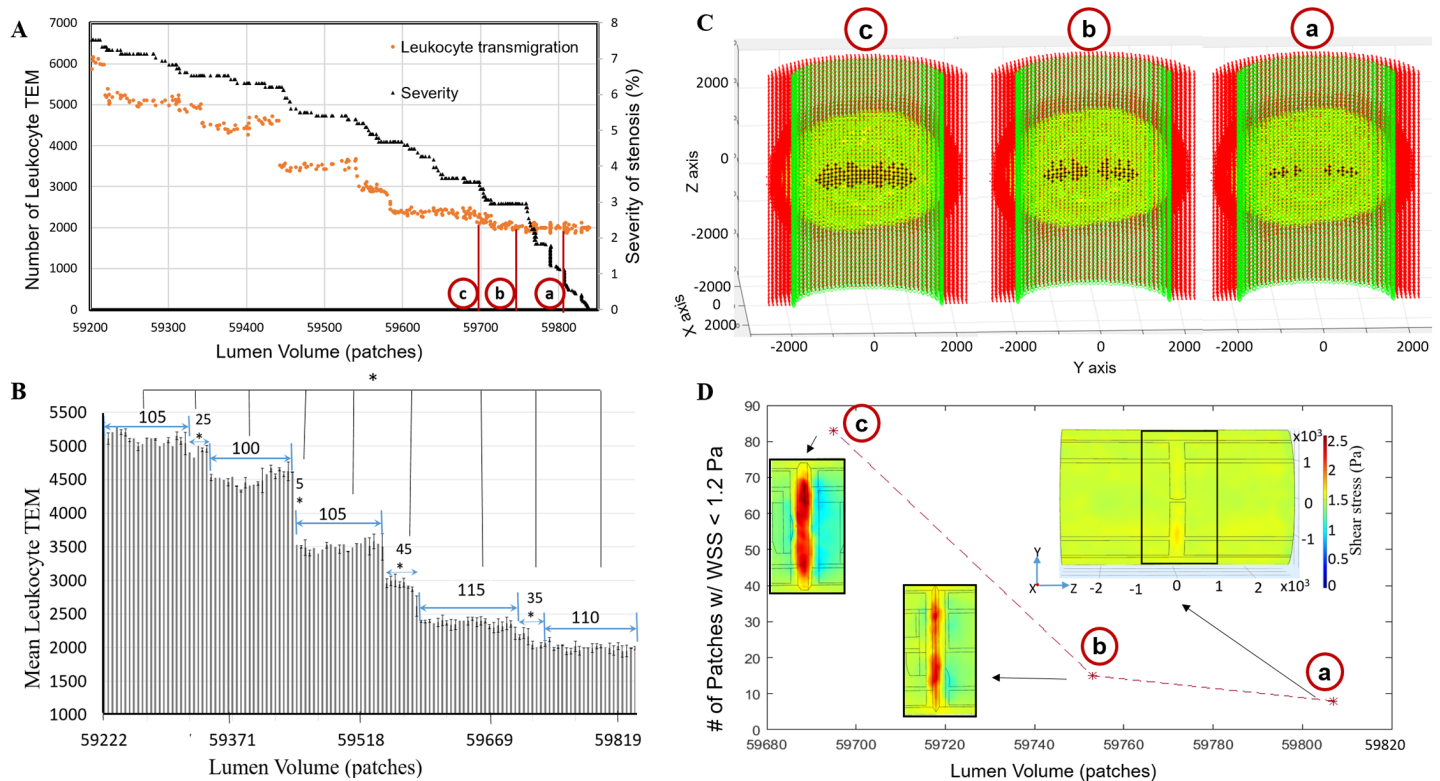 A
Number of Leukocyte TEM
7000
6000
5000
4000
3000
2000
1000
0
Leukocyte transmigration
Severity
8
7
6
5
4
3
2
1
0
Severity of stenosis (%)
c b a
59200 59300 59400 59500 59600 59700 59800
Lumen Volume (patches)
C
c b a
Z axis
2000
0
-2000
-2000
0
2000
X axis
2000
0
-2000
2000
0
-2000
-2000 0 2000 -2000 0 2000 -2000 0 2000
Y axis
B
*
Mean Leukocyte TEM
5500
5000
4500
4000
3500
3000
2500
2000
1500
1000
105
25
*
100
5
*
105
45
*
115
35
*
110
59222 59371 59518 59669 59819
Lumen Volume (patches)
D
# of Patches w/ WSS < 1.2 Pa
90
80
70
60
50
40
30
20
10
0
c
b
a
x10³
1
0
-1
2.5
2
1.5
1
0.5
0
Shear stress (Pa)
Y
X Z -2 -1 0 1 2 x10³
59680 59700 59720 59740 59760 59780 59800 59820
Lumen Volume (patches)